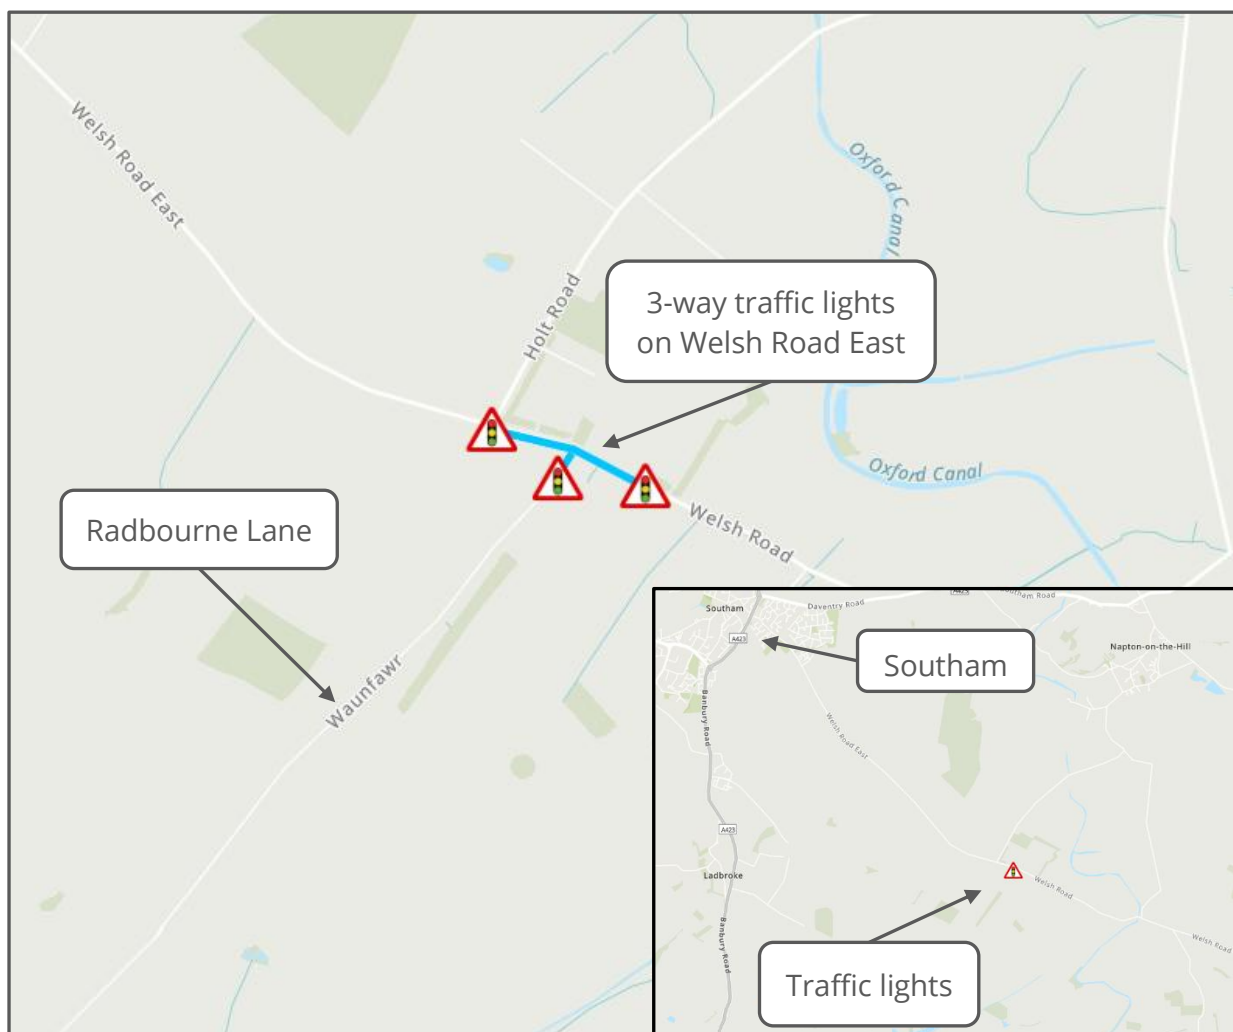 Welsh Road East
Oxford Canal
Holt Road
3-way traffic lights
on Welsh Road East
Oxford Canal
Radbourne Lane
Welsh Road
Waunfawr
Southam
Daventry Road
Southam Road
A423
Southam
Napton-on-the-Hill
Banbury Road
Welsh Road East
A423
Ladbroke
Welsh Road
Banbury Road
Welsh Road
Traffic lights